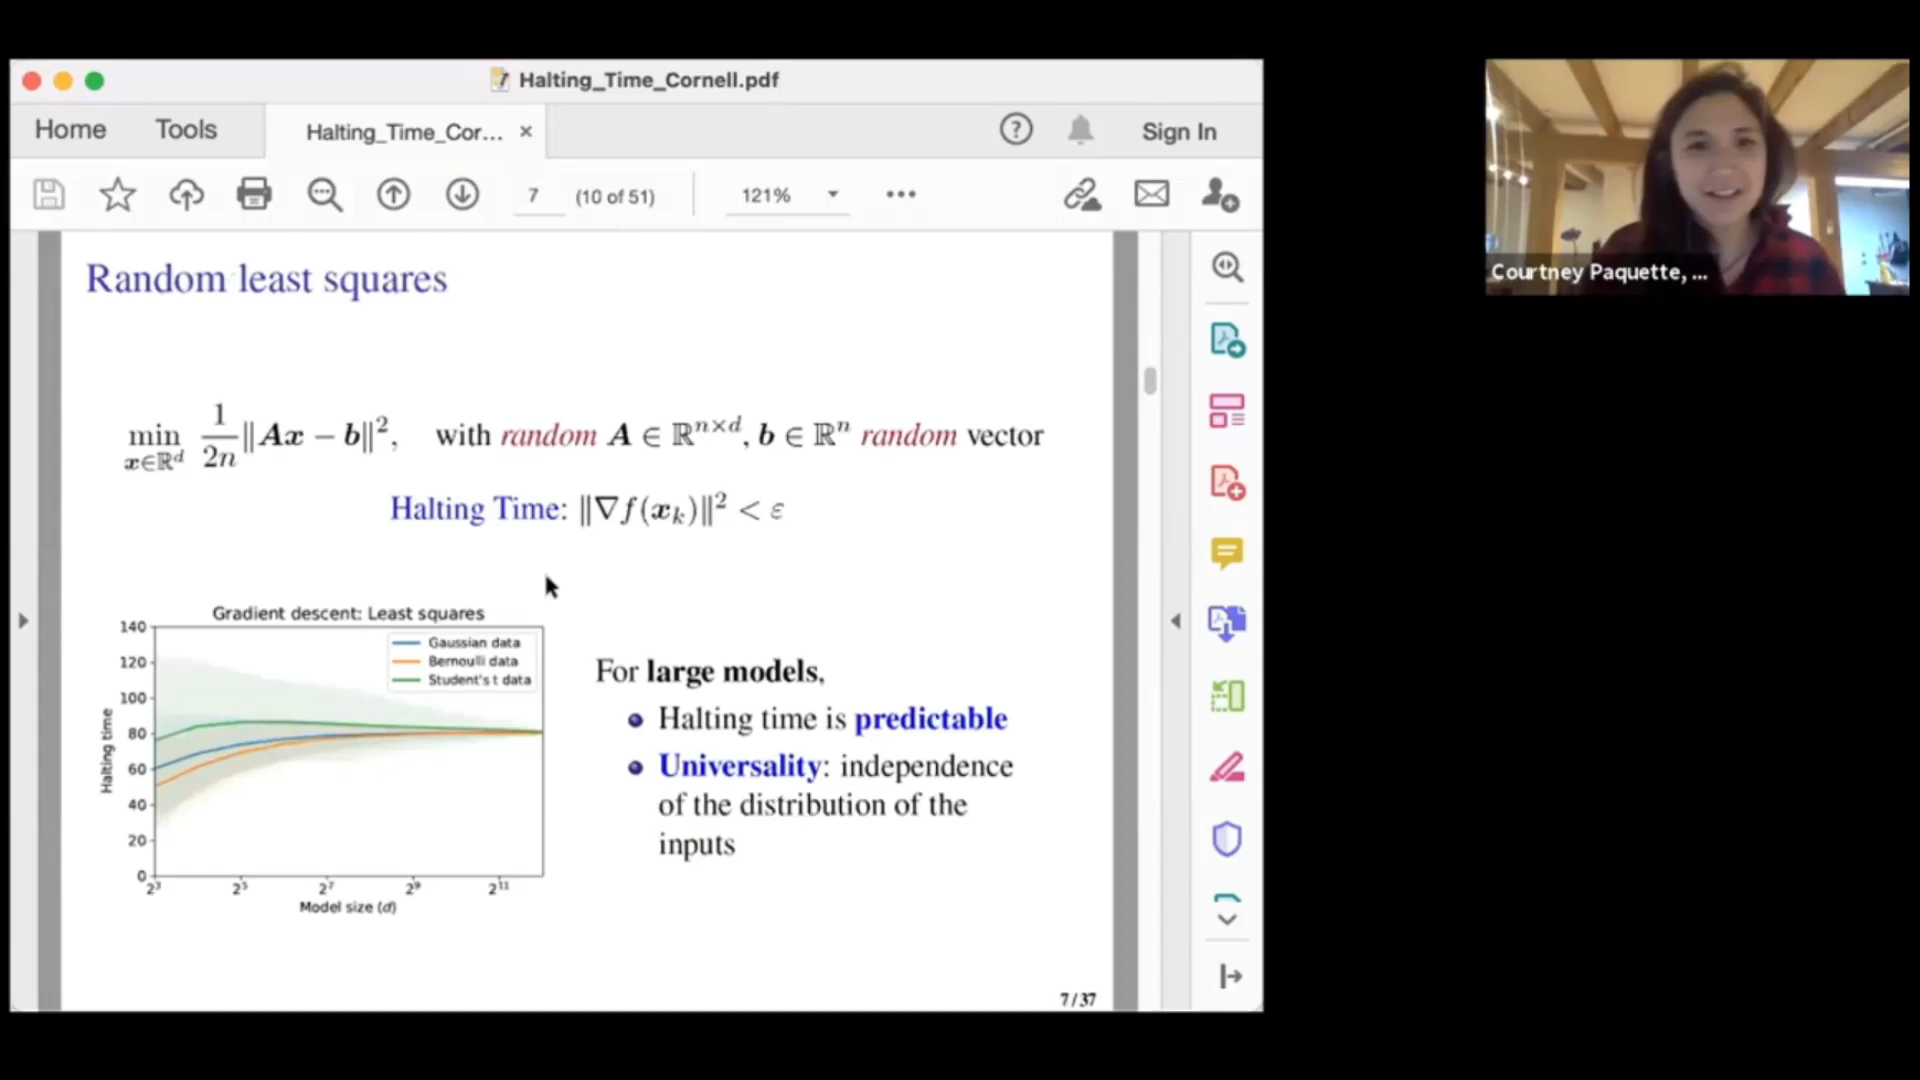 Halting_Time_Cornell.pdf
Home Tools Halting_Time_Cor... × Sign In
7 (10 of 51) 121%
Courtney Paquette, ...
Random least squares
min_{x∈ℝ^d} 1/2n ‖Ax − b‖², with random A ∈ ℝ^{n×d}, b ∈ ℝ^n random vector
Halting Time: ‖∇f(x_k)‖² < ε
Gradient descent: Least squares
Gaussian data
Bernoulli data
Student's t data
140
120
100
80
60
40
20
0
Halting time
2³ 2⁵ 2⁷ 2⁹ 2¹¹
Model size (d)
For large models,
Halting time is predictable
Universality: independence
of the distribution of the
inputs
7 / 37